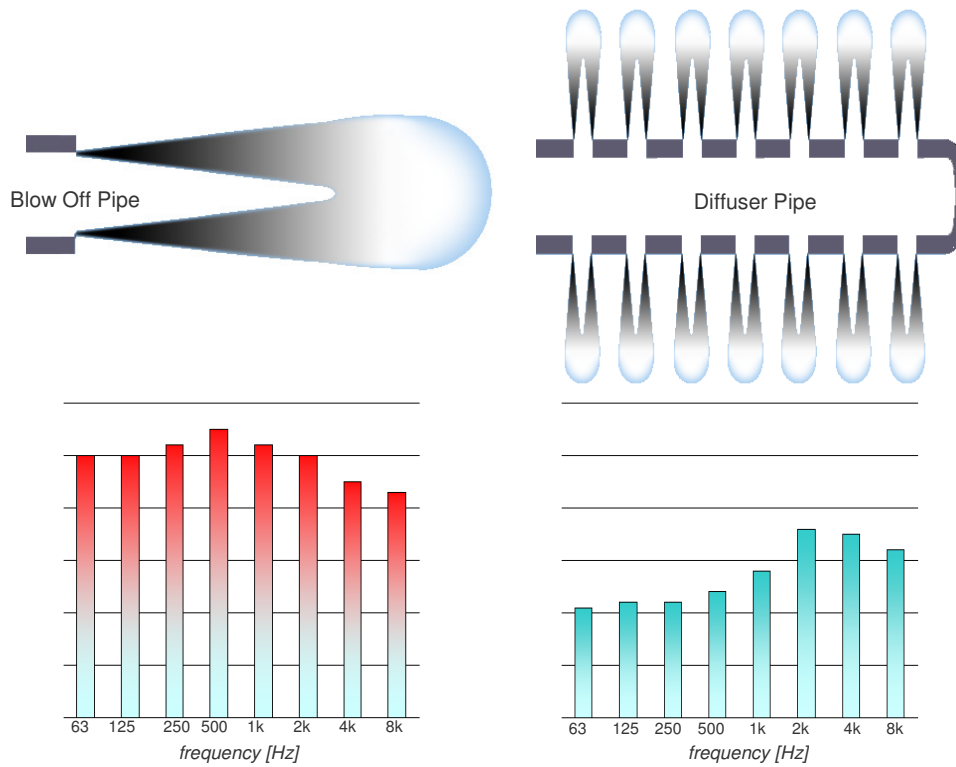 Blow Off Pipe
Diffuser Pipe
63 125 250 500 1k 2k 4k 8k
frequency [Hz]
63 125 250 500 1k 2k 4k 8k
frequency [Hz]